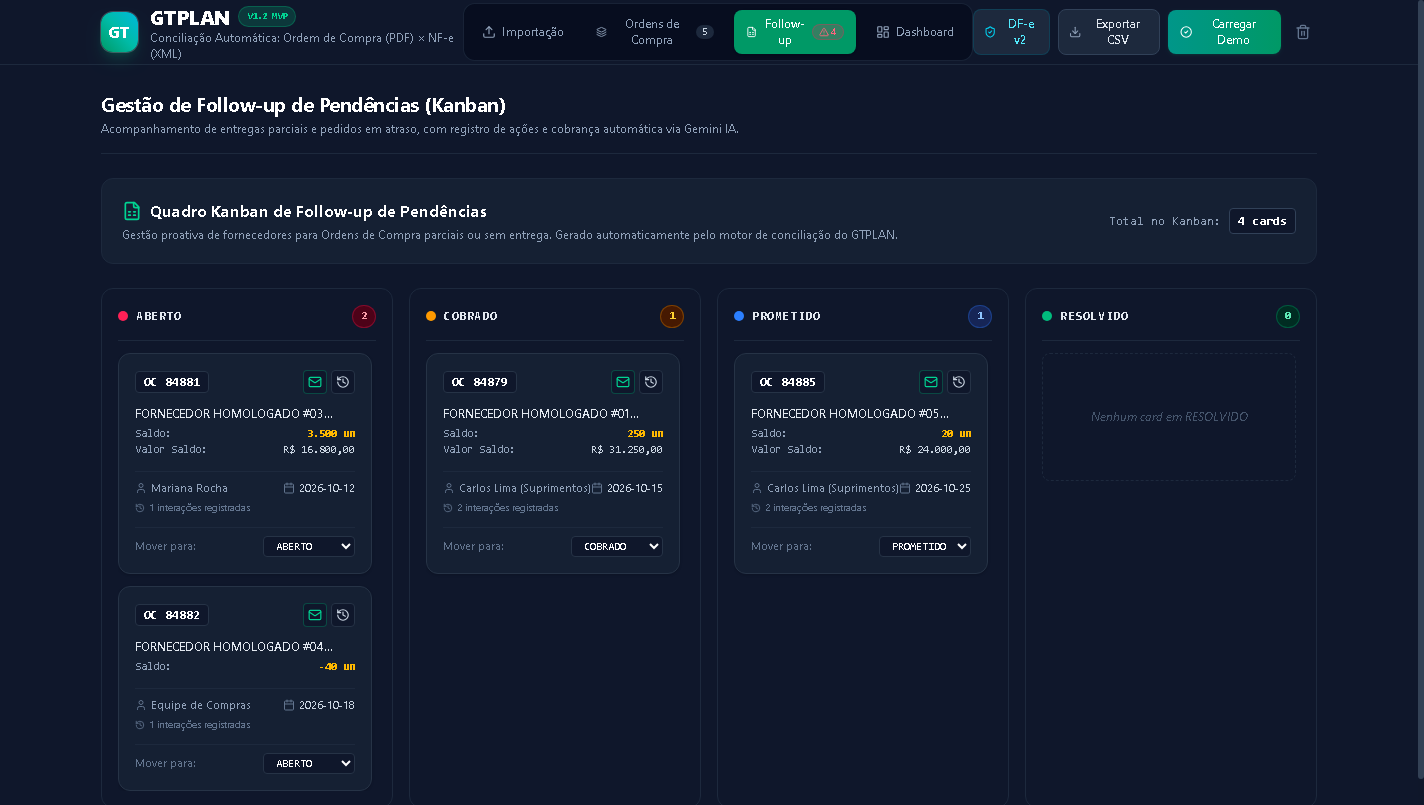 GT
GTPLAN
V1.2 MVP
Conciliação Automática: Ordem de Compra (PDF) × NF-e
(XML)
Importação
Ordens de
Compra
5
Follow-
up
4
Dashboard
DF-e
v2
Exportar
CSV
Carregar
Demo
Gestão de Follow-up de Pendências (Kanban)
Acompanhamento de entregas parciais e pedidos em atraso, com registro de ações e cobrança automática via Gemini IA.
Quadro Kanban de Follow-up de Pendências
Gestão proativa de fornecedores para Ordens de Compra parciais ou sem entrega. Gerado automaticamente pelo motor de conciliação do GTPLAN.
Total no Kanban: 4 cards
ABERTO 2
OC 84881
FORNECEDOR HOMOLOGADO #03...
Saldo: 3.500 un
Valor Saldo: R$ 16.800,00
Mariana Rocha 2026-10-12
1 interações registradas
Mover para: ABERTO
OC 84882
FORNECEDOR HOMOLOGADO #04...
Saldo: -40 un
Equipe de Compras 2026-10-18
1 interações registradas
Mover para: ABERTO
COBRADO 1
OC 84879
FORNECEDOR HOMOLOGADO #01...
Saldo: 250 un
Valor Saldo: R$ 31.250,00
Carlos Lima (Suprimentos) 2026-10-15
2 interações registradas
Mover para: COBRADO
PROMETIDO 1
OC 84885
FORNECEDOR HOMOLOGADO #05...
Saldo: 20 un
Valor Saldo: R$ 24.000,00
Carlos Lima (Suprimentos) 2026-10-25
2 interações registradas
Mover para: PROMETIDO
RESOLVIDO 0
Nenhum card em RESOLVIDO